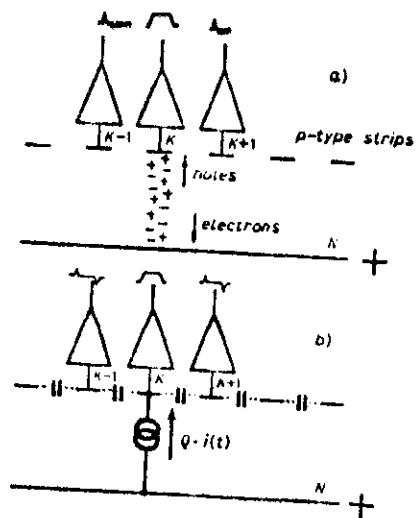 a)
K-1 K K+1
p-type strips
holes
electrons
N +
b)
K-1 K K+1
Q·i(t)
N +